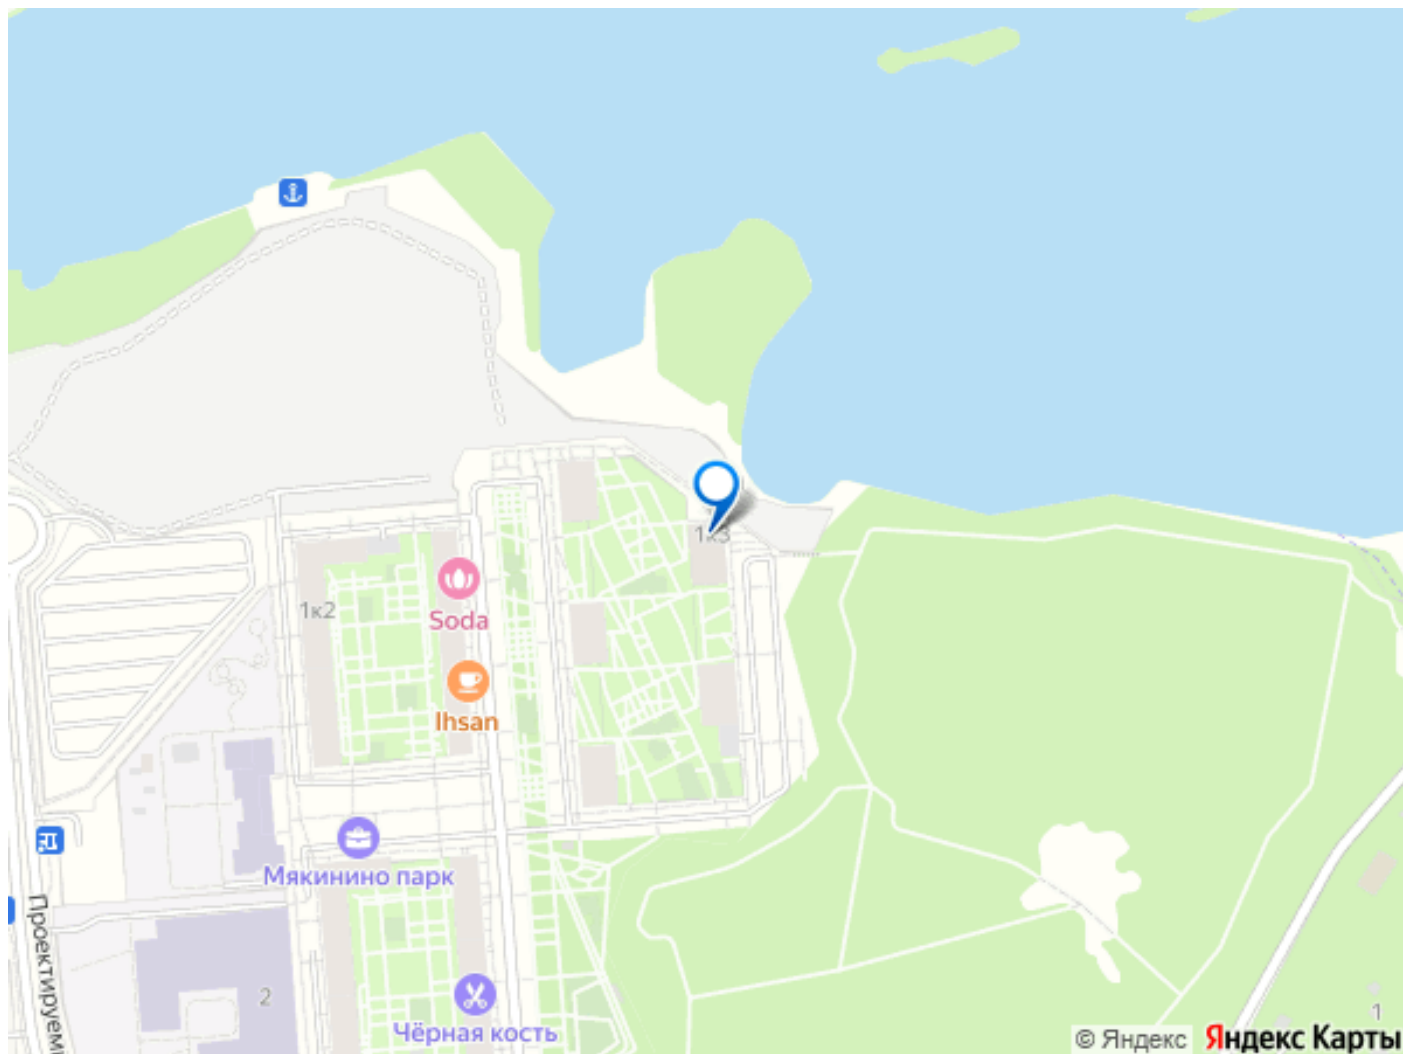 1к3
1к2
Soda
Ihsan
Мякинино парк
Проектируем
2
Чёрная кость
1
© Яндекс Яндекс Карты